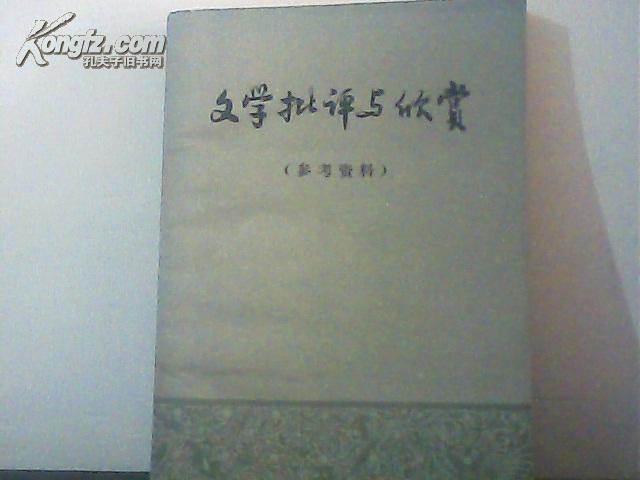 Kongfz.com
孔夫子旧书网
文学批评与欣赏
（参考资料）